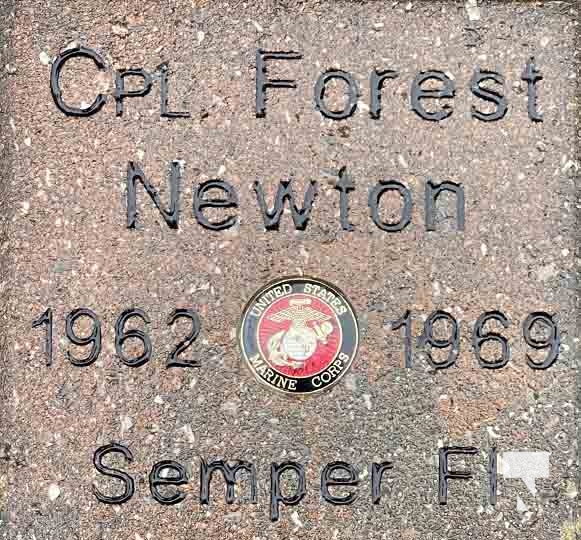 CPL Forest
Newton
UNITED STATES
1962 1969
MARINE CORPS
Semper Fi